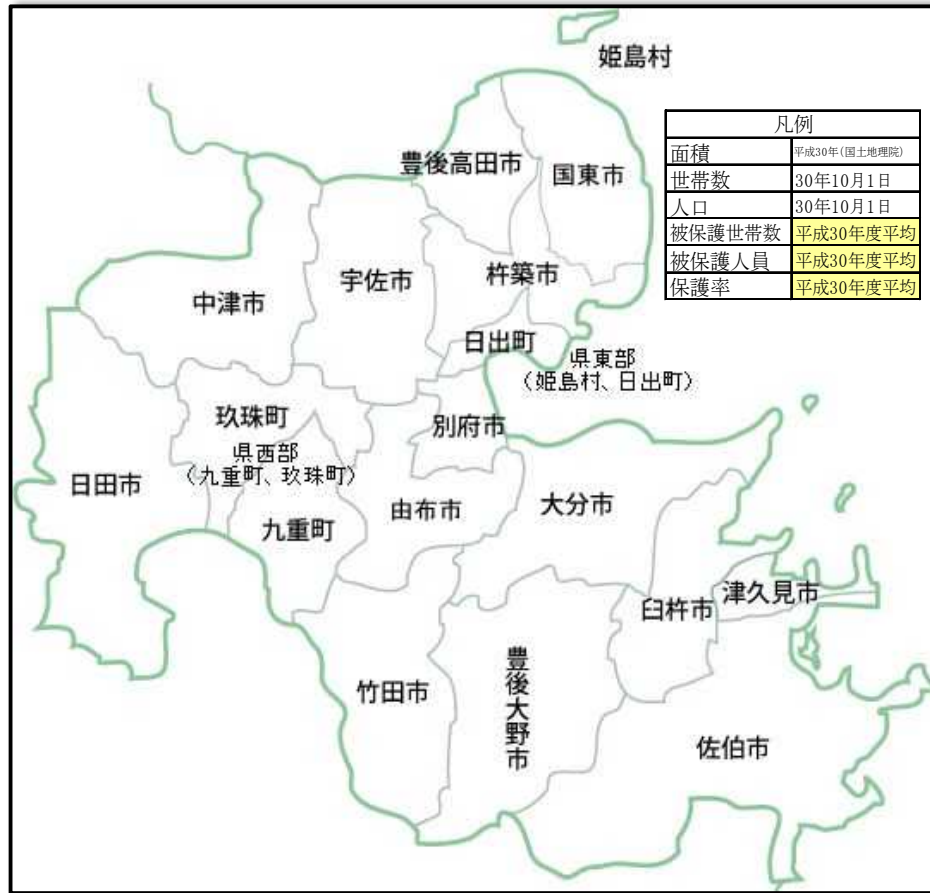 姫島村
凡例
面積 平成30年(国土地理院)
世帯数 30年10月1日
人口 30年10月1日
被保護世帯数 平成30年度平均
被保護人員 平成30年度平均
保護率 平成30年度平均
豊後高田市
国東市
宇佐市
杵築市
中津市
日出町
県東部
(姫島村、日出町)
玖珠町
別府市
県西部
(九重町、玖珠町)
日田市
由布市
大分市
九重町
津久見市
臼杵市
竹田市
豊後大野市
佐伯市